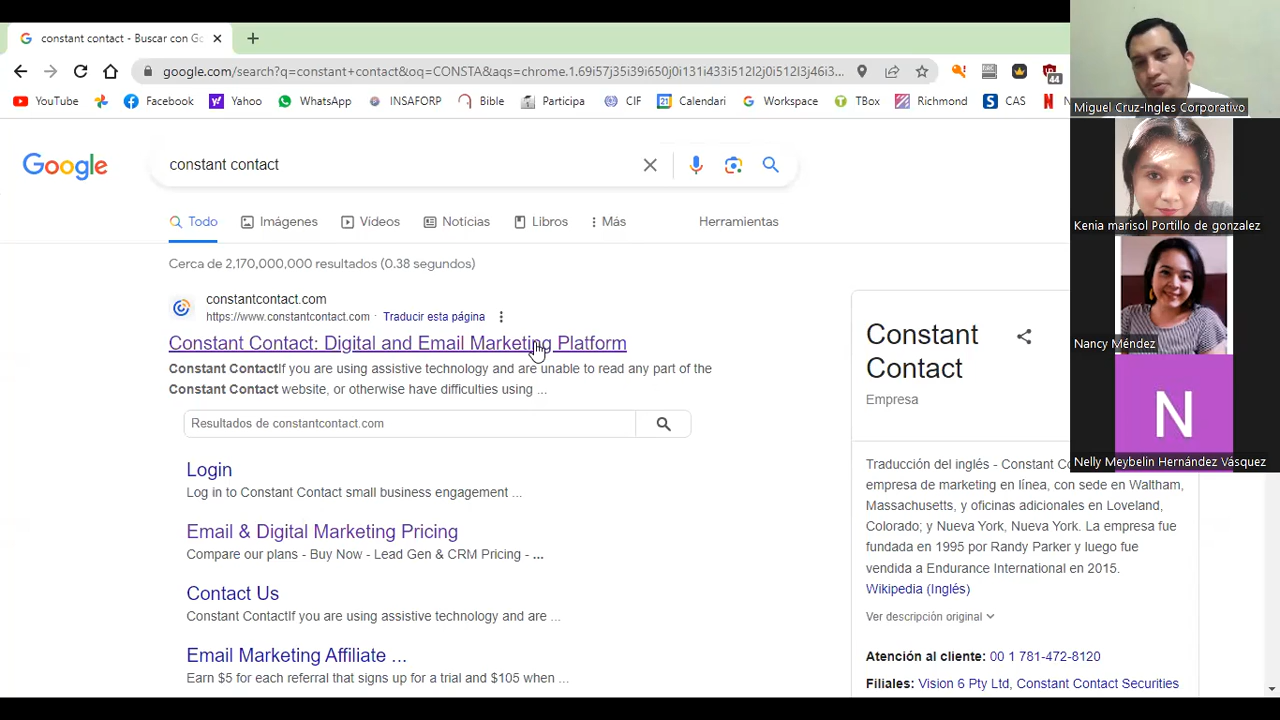 constant contact - Buscar con Go
google.com/search?q=constant+contact&oq=CONSTA&aqs=chrome.1.69i57j35i39i650j0i131i433i512l2j0i512l3j46i3...
44
YouTube
Facebook
Yahoo
WhatsApp
INSAFORP
Bible
Participa
CIF
Calendari
Workspace
TBox
Richmond
CAS
N
Google
constant contact
Todo
Imágenes
Vídeos
Noticias
Libros
Más
Herramientas
Cerca de 2,170,000,000 resultados (0.38 segundos)
constantcontact.com
https://www.constantcontact.com · Traducir esta página
Constant Contact: Digital and Email Marketing Platform
Constant ContactIf you are using assistive technology and are unable to read any part of the
Constant Contact website, or otherwise have difficulties using ...
Resultados de constantcontact.com
Login
Log in to Constant Contact small business engagement ...
Email & Digital Marketing Pricing
Compare our plans - Buy Now - Lead Gen & CRM Pricing - ...
Contact Us
Constant ContactIf you are using assistive technology and are ...
Email Marketing Affiliate ...
Earn $5 for each referral that signs up for a trial and $105 when ...
Constant
Contact
Empresa
Traducción del inglés - Constant Co
empresa de marketing en línea, con sede en Waltham,
Massachusetts, y oficinas adicionales en Loveland,
Colorado; y Nueva York, Nueva York. La empresa fue
fundada en 1995 por Randy Parker y luego fue
vendida a Endurance International en 2015.
Wikipedia (Inglés)
Ver descripción original
Atención al cliente: 00 1 781-472-8120
Filiales: Vision 6 Pty Ltd, Constant Contact Securities
Miguel Cruz-Ingles Corporativo
Kenia marisol Portillo de gonzalez
Nancy Méndez
N
Nelly Meybelin Hernández Vásquez